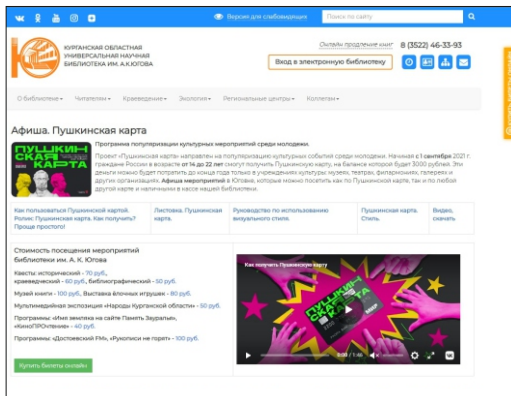 Версия для слабовидящих
Поиск по сайту
КУРГАНСКАЯ ОБЛАСТНАЯ
УНИВЕРСАЛЬНАЯ НАУЧНАЯ
БИБЛИОТЕКА ИМ. А.К.ЮГОВА
Онлайн продление книг
8 (3522) 46-33-93
Вход в электронную библиотеку
О библиотеке
Читателям
Краеведение
Экология
Региональные центры
Коллегам
Афиша. Пушкинская карта
ПУШКИН
СКАЯ
КАРТА
Программа популяризации культурных мероприятий среди молодежи.
Проект «Пушкинская карта» направлен на популяризацию культурных событий среди молодежи. Начиная с 1 сентября 2021 г.
граждане России в возрасте от 14 до 22 лет смогут получить Пушкинскую карту, на балансе которой будет 3000 рублей. Эти
деньги можно будет потратить до конца года только в учреждениях культуры: музеях, театрах, филармониях, галереях и
других организациях. Афиша мероприятий в Юговке, которые можно посетить как по Пушкинской карте, так и по любой
другой карте и наличными в кассе нашей библиотеки.
Как пользоваться Пушкинской картой.
Ролик: Пушкинская карта. Как получить?
Проще простого!
Листовка. Пушкинская
карта.
Руководство по использованию
визуального стиля.
Пушкинская карта.
Стиль.
Видео,
скачать
Стоимость посещения мероприятий
библиотеки им. А. К. Югова
Квесты: исторический - 70 руб.,
краеведческий - 60 руб., библиографический - 50 руб.
Музей книги - 100 руб., Выставка ёлочных игрушек - 80 руб.
Мультимедийная экспозиция «Народы Курганской области» - 50 руб.
Программы: «Имя земляка на сайте Память Зауралья»,
«КиноПРОчтение» - 40 руб.
Программы: «Достоевский FM», «Рукописи не горят» - 100 руб.
Купить билеты онлайн
Как получить Пушкинскую карту
ПУШКИН
СКАЯ
КАРТА
МИР
0:00 / 1:46